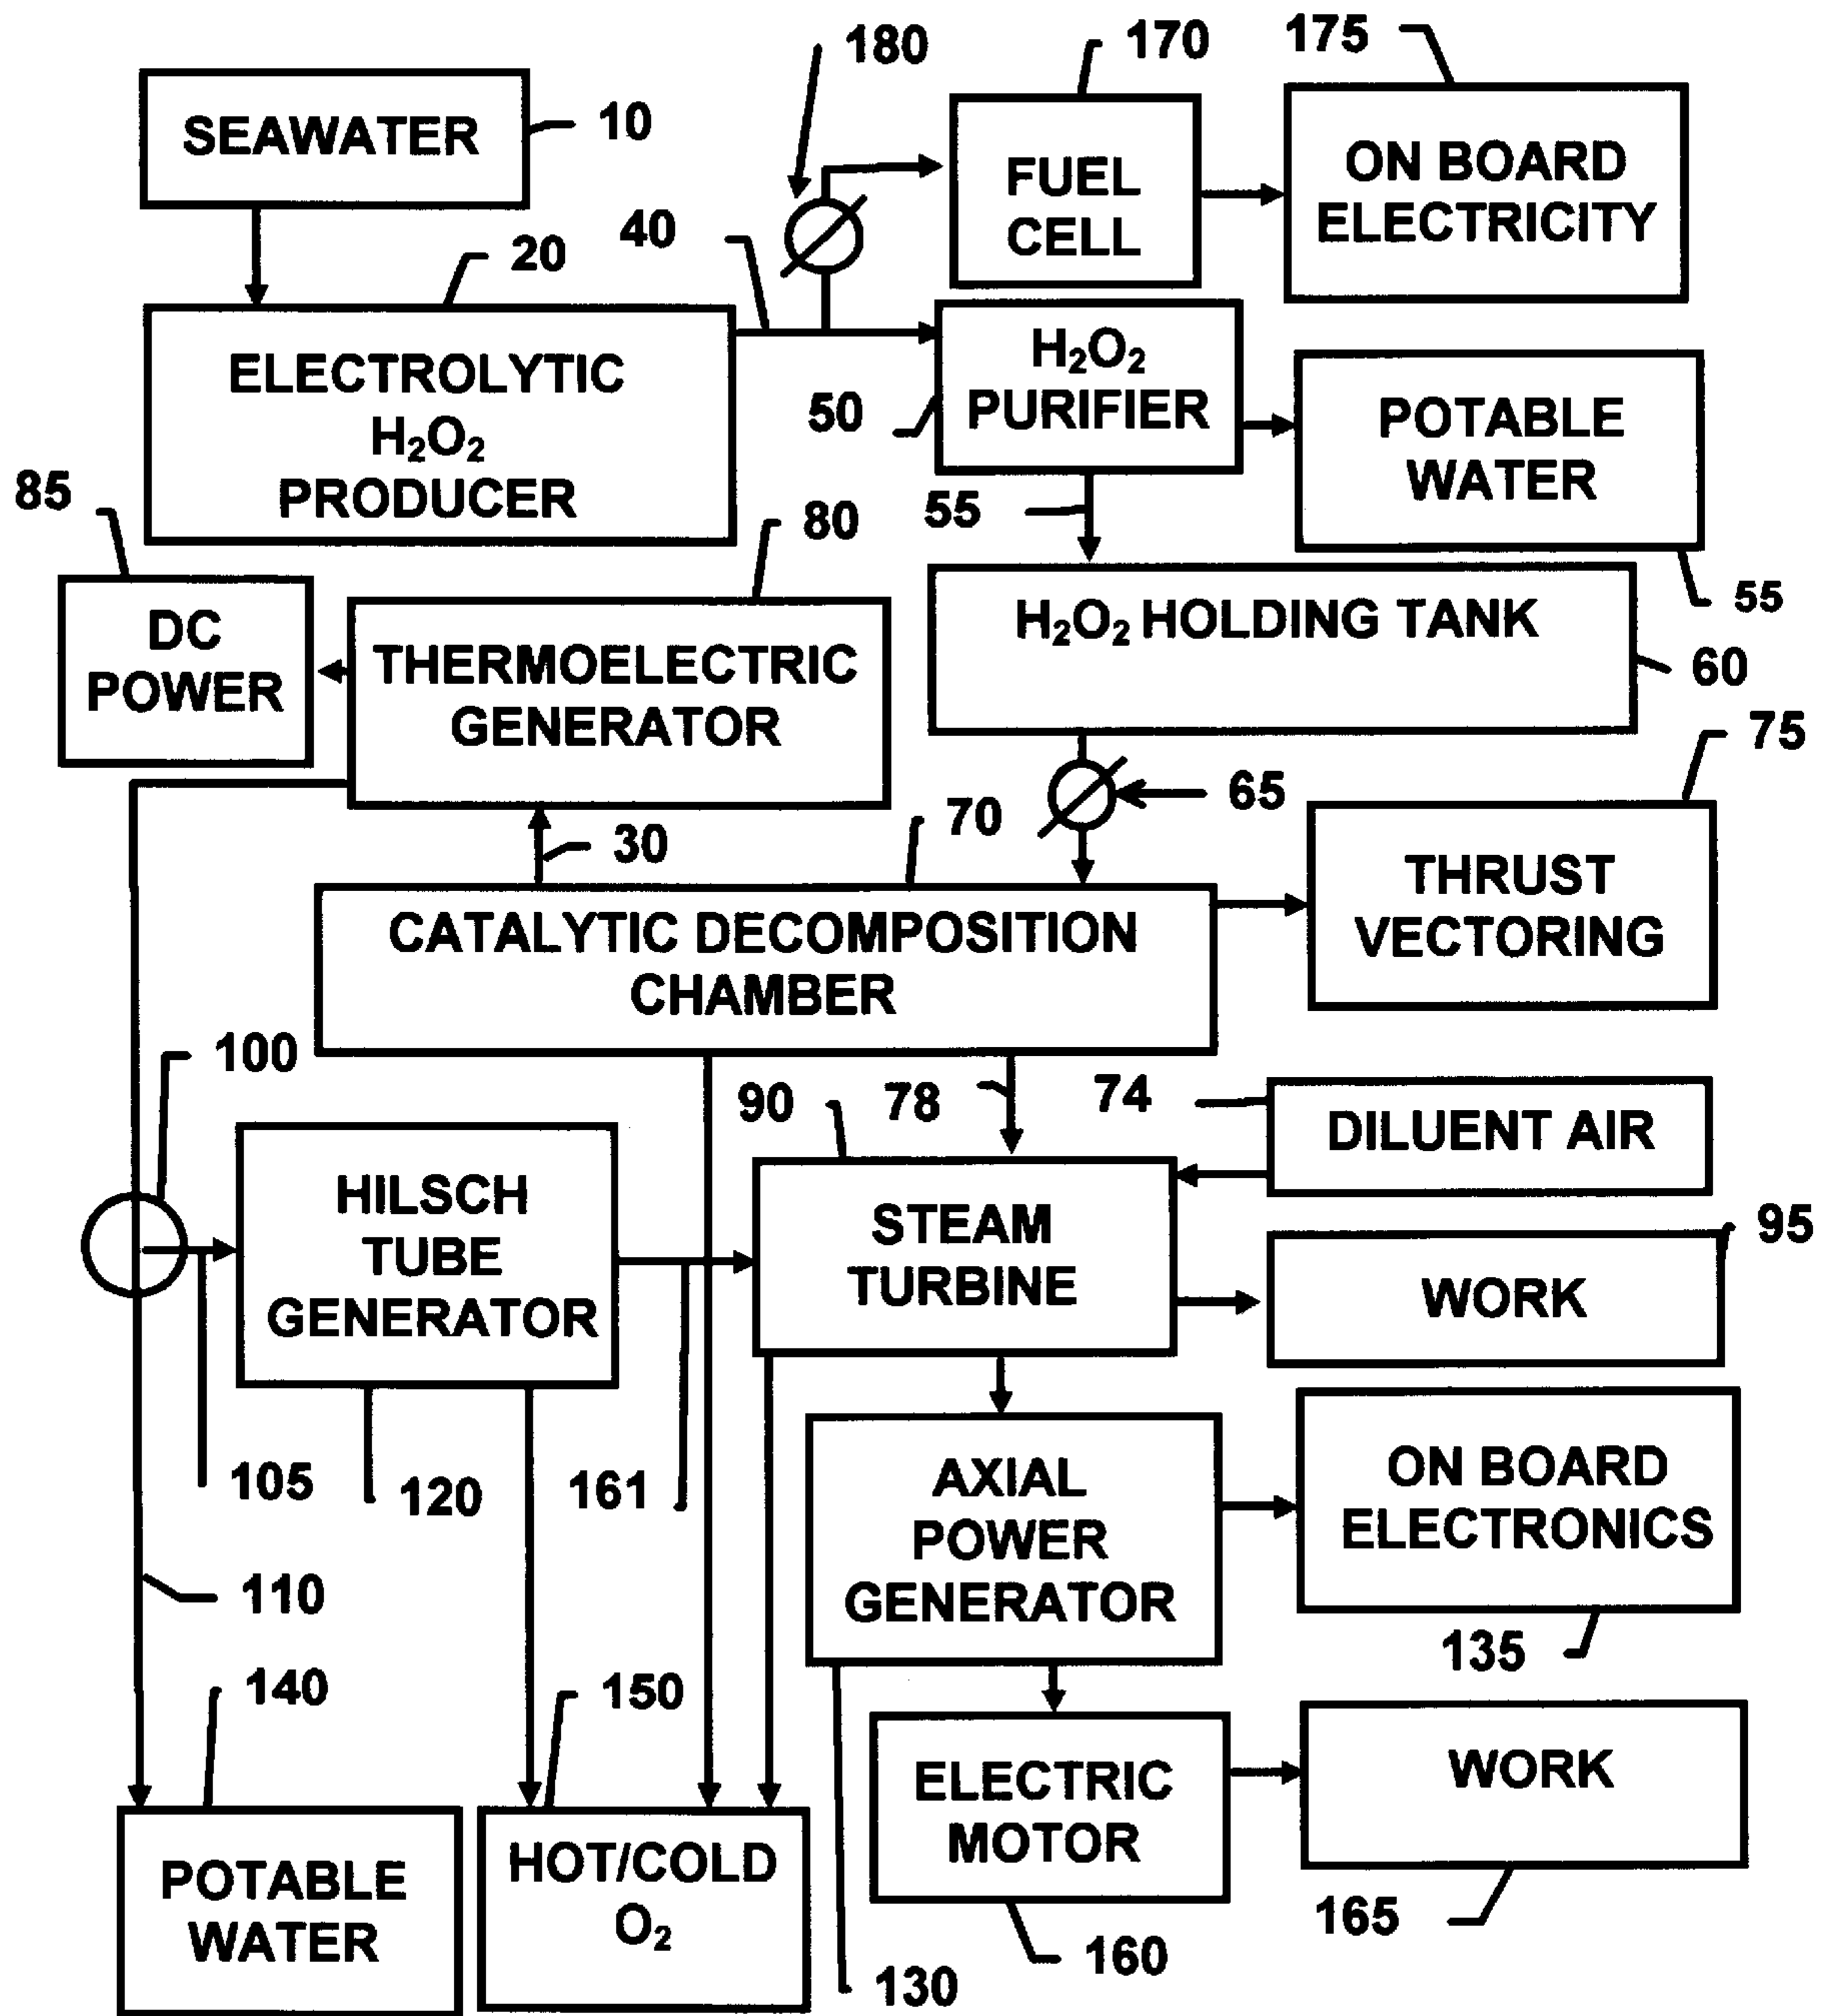 180
170
175
SEAWATER
10
FUEL
CELL
ON BOARD
ELECTRICITY
40
20
ELECTROLYTIC
H₂O₂
PRODUCER
H₂O₂
PURIFIER
50
POTABLE
WATER
85
80
55
55
DC
POWER
THERMOELECTRIC
GENERATOR
H₂O₂ HOLDING TANK
60
75
65
30
70
CATALYTIC DECOMPOSITION
CHAMBER
THRUST
VECTORING
100
90
78
74
DILUENT AIR
HILSCH
TUBE
GENERATOR
STEAM
TURBINE
95
WORK
105
120
161
AXIAL
POWER
GENERATOR
ON BOARD
ELECTRONICS
110
135
140
150
ELECTRIC
MOTOR
WORK
POTABLE
WATER
HOT/COLD
O₂
130
160
165